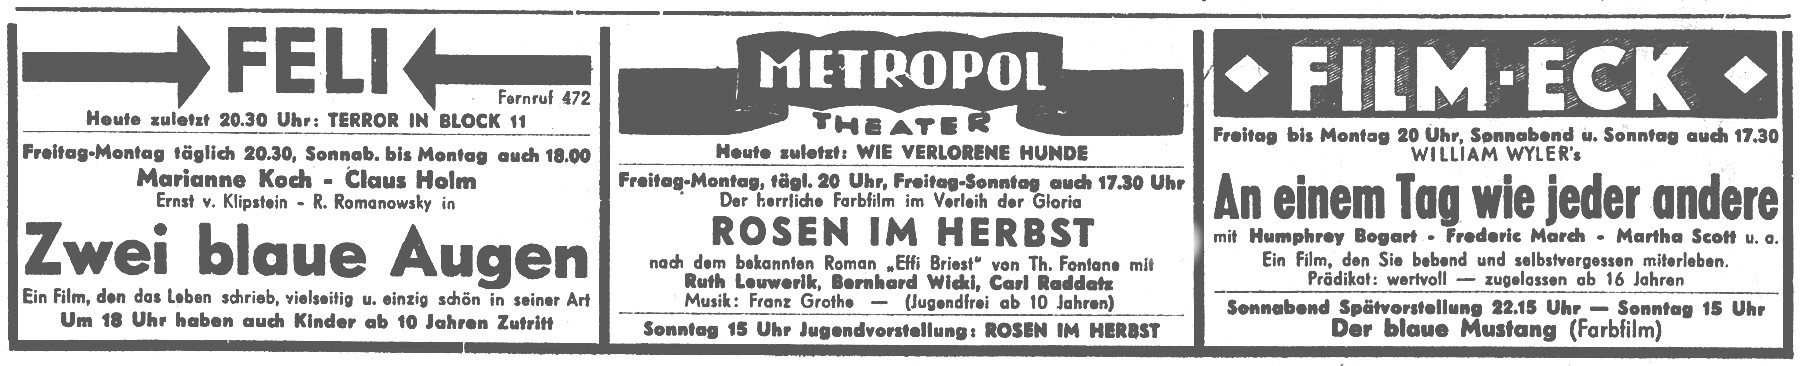 FELI
Fernruf 472
Heute zuletzt 20.30 Uhr: TERROR IN BLOCK 11
Freitag-Montag täglich 20.30, Sonnab. bis Montag auch 18.00
Marianne Koch - Claus Holm
Ernst v. Klipstein - R. Romanowsky in
Zwei blaue Augen
Ein Film, den das Leben schrieb, vielseitig u. einzig schön in seiner Art
Um 18 Uhr haben auch Kinder ab 10 Jahren Zutritt
METROPOL
THEATER
Heute zuletzt: WIE VERLORENE HUNDE
Freitag-Montag, tägl. 20 Uhr, Freitag-Sonntag auch 17.30 Uhr
Der herrliche Farbfilm im Verleih der Gloria
ROSEN IM HERBST
nach dem bekannten Roman „Effi Briest" von Th. Fontane mit
Ruth Leuwerik, Bernhard Wicki, Carl Raddatz
Musik: Franz Grothe — (Jugendfrei ab 10 Jahren)
Sonntag 15 Uhr Jugendvorstellung: ROSEN IM HERBST
FILM-ECK
Freitag bis Montag 20 Uhr, Sonnabend u. Sonntag auch 17.30
WILLIAM WYLER's
An einem Tag wie jeder andere
mit Humphrey Bogart - Frederic March - Martha Scott u. a.
Ein Film, den Sie bebend und selbstvergessen miterleben.
Prädikat: wertvoll — zugelassen ab 16 Jahren
Sonnabend Spätvorstellung 22.15 Uhr — Sonntag 15 Uhr
Der blaue Mustang (Farbfilm)